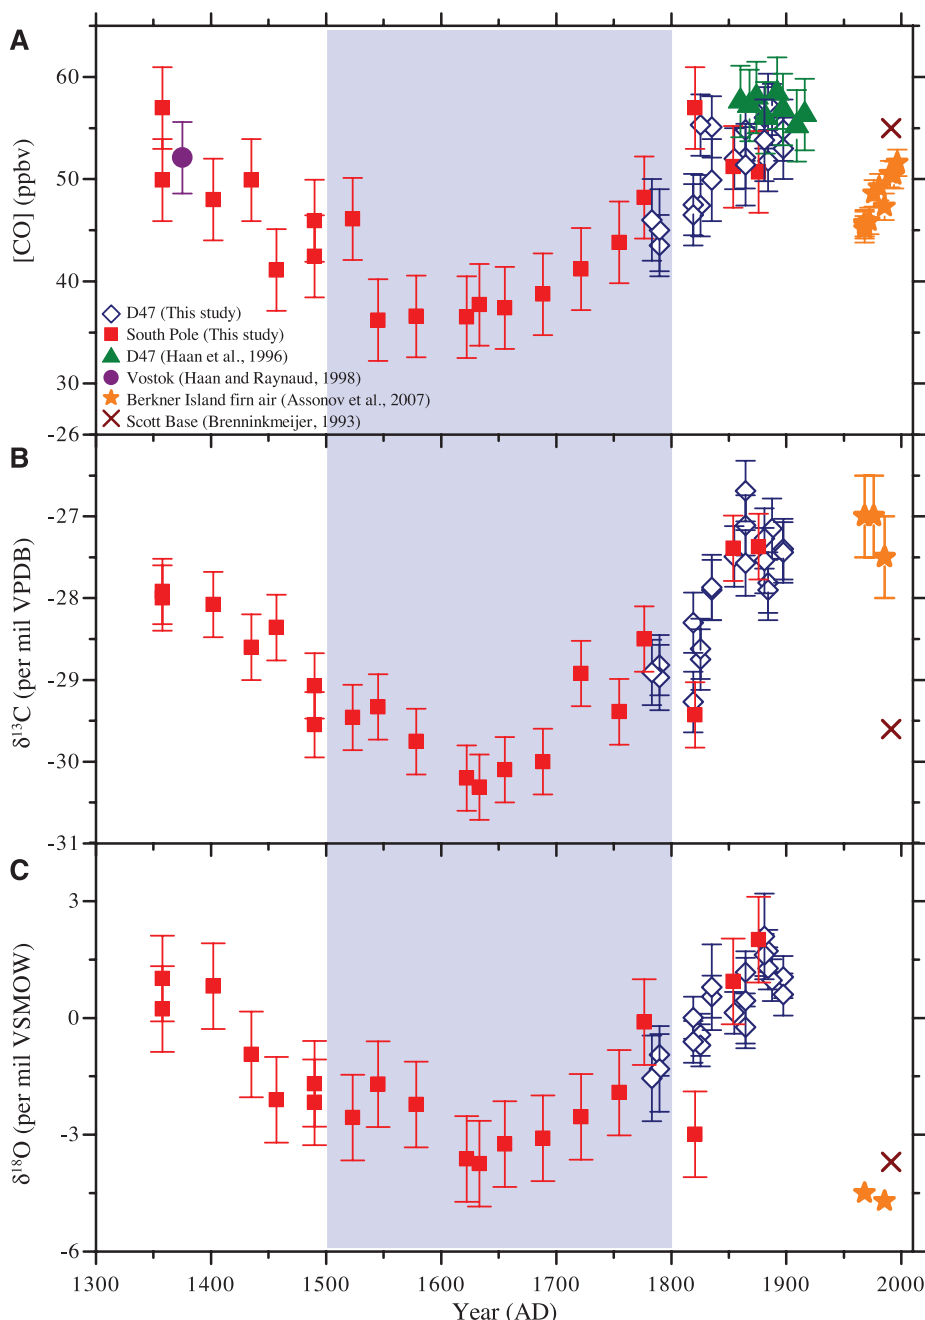 A
60
50
40
30
[CO] (ppbv)
D47 (This study)
South Pole (This study)
D47 (Haan et al., 1996)
Vostok (Haan and Raynaud, 1998)
Berkner Island firn air (Assonov et al., 2007)
Scott Base (Brenninkmeijer, 1993)
B
-26
-27
-28
-29
-30
-31
δ¹³C (per mil VPDB)
C
3
0
-3
-6
δ¹⁸O (per mil VSMOW)
1300 1400 1500 1600 1700 1800 1900 2000
Year (AD)